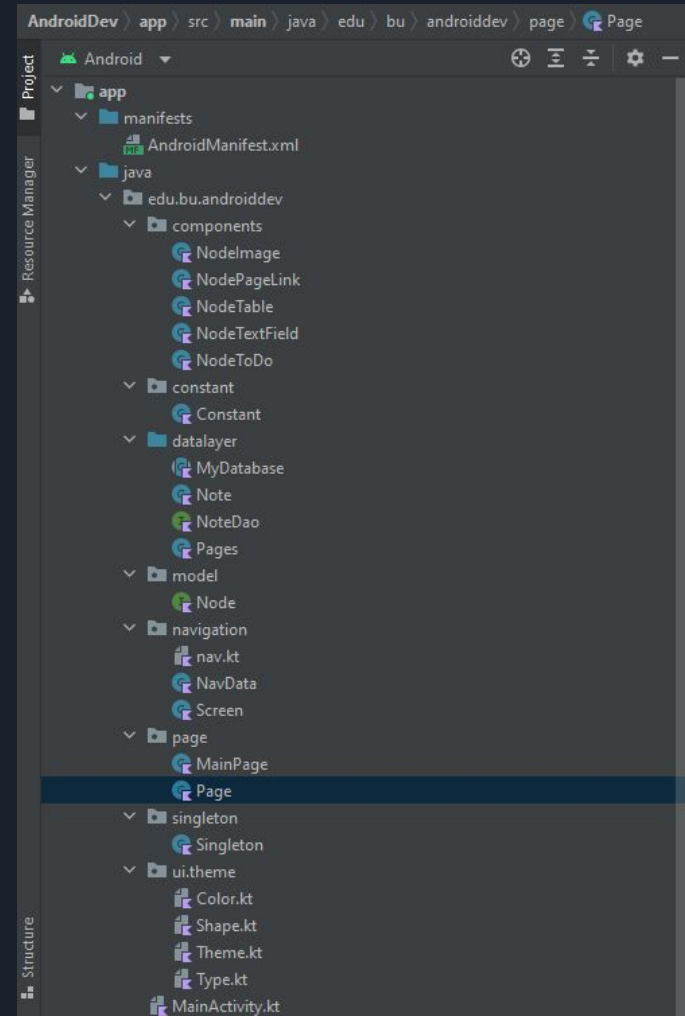 AndroidDev 〉 app 〉 src 〉 main 〉 java 〉 edu 〉 bu 〉 androiddev 〉 page 〉 Page
Project
Android
app
manifests
AndroidManifest.xml
java
edu.bu.androiddev
Resource Manager
components
NodeImage
NodePageLink
NodeTable
NodeTextField
NodeToDo
constant
Constant
datalayer
MyDatabase
Note
NoteDao
Pages
model
Node
navigation
nav.kt
NavData
Screen
page
MainPage
Page
singleton
Singleton
ui.theme
Color.kt
Shape.kt
Theme.kt
Type.kt
Structure
MainActivity.kt